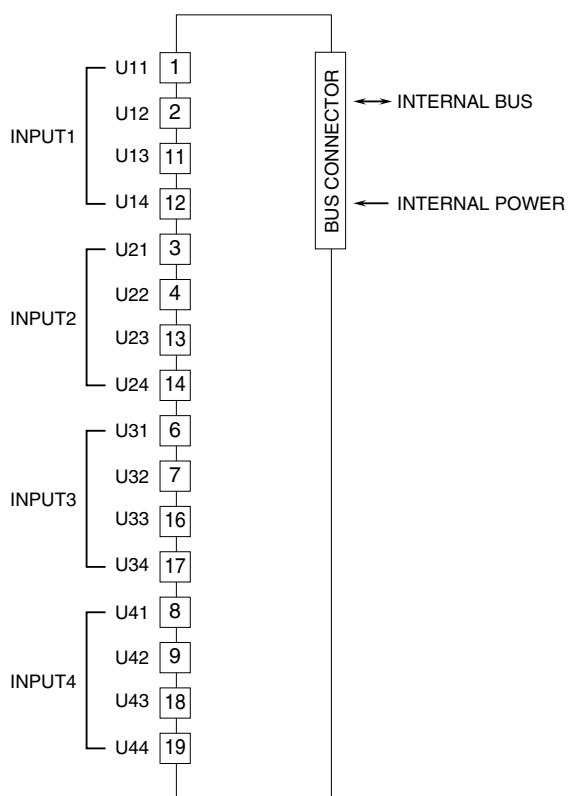 U11 1
U12 2
INPUT1
U13 11
U14 12
U21 3
U22 4
INPUT2
U23 13
U24 14
U31 6
U32 7
INPUT3
U33 16
U34 17
U41 8
U42 9
INPUT4
U43 18
U44 19
BUS CONNECTOR
INTERNAL BUS
INTERNAL POWER